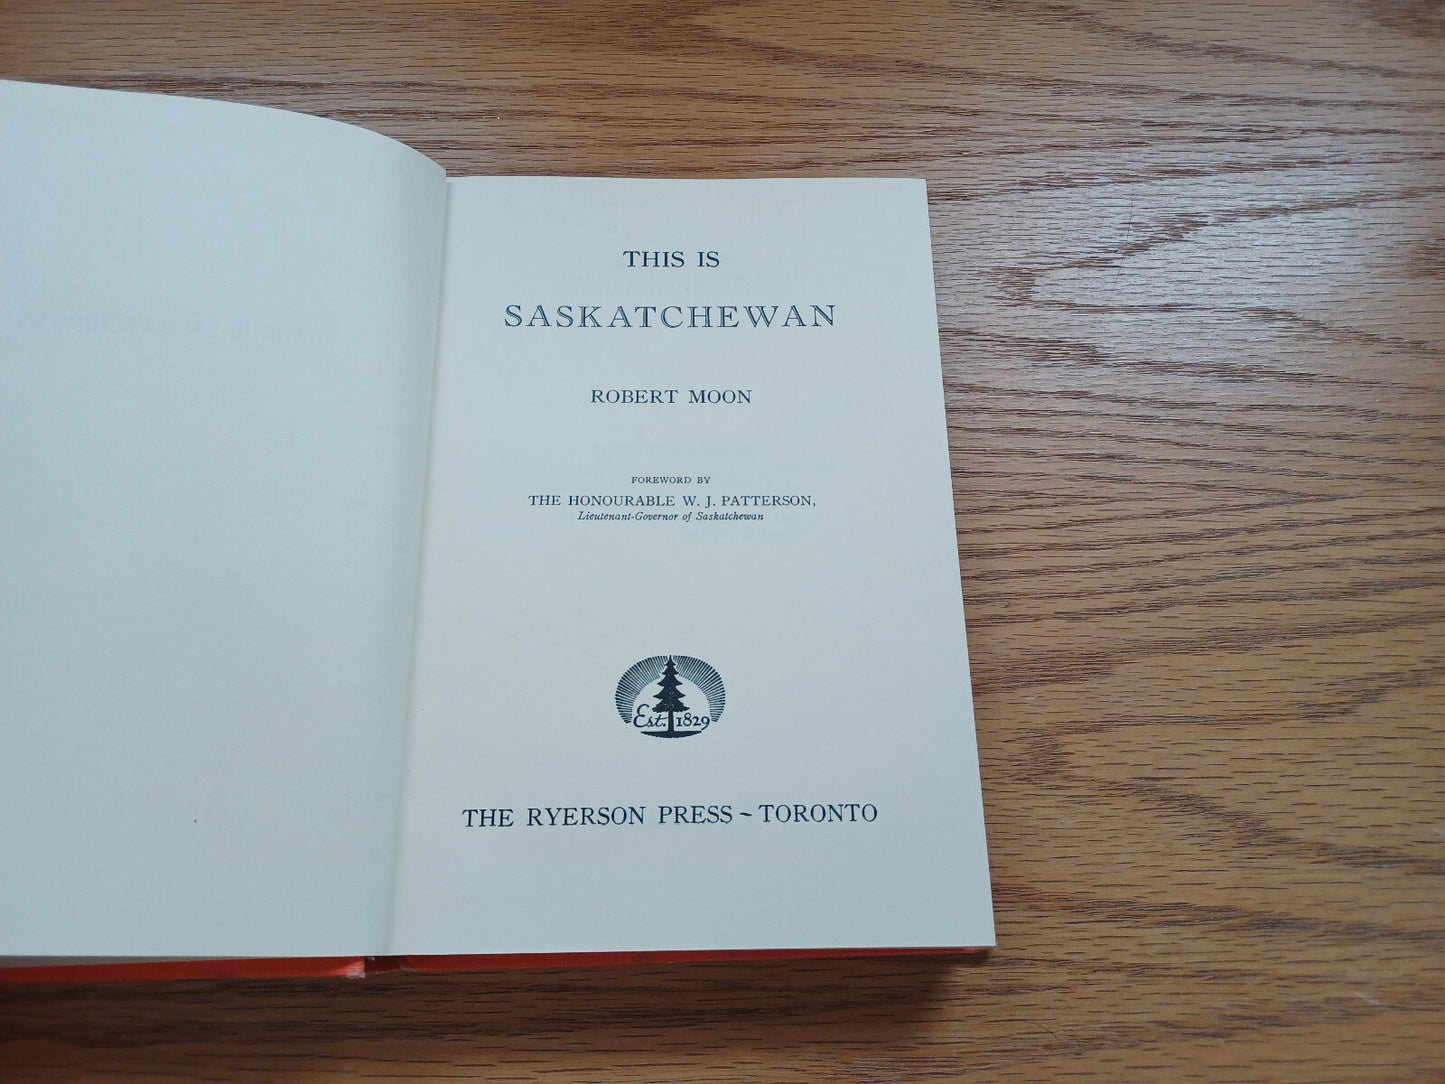 THIS IS
SASKATCHEWAN
ROBERT MOON
FOREWORD BY
THE HONOURABLE W. J. PATTERSON,
Lieutenant-Governor of Saskatchewan
Est. 1829
THE RYERSON PRESS ~ TORONTO